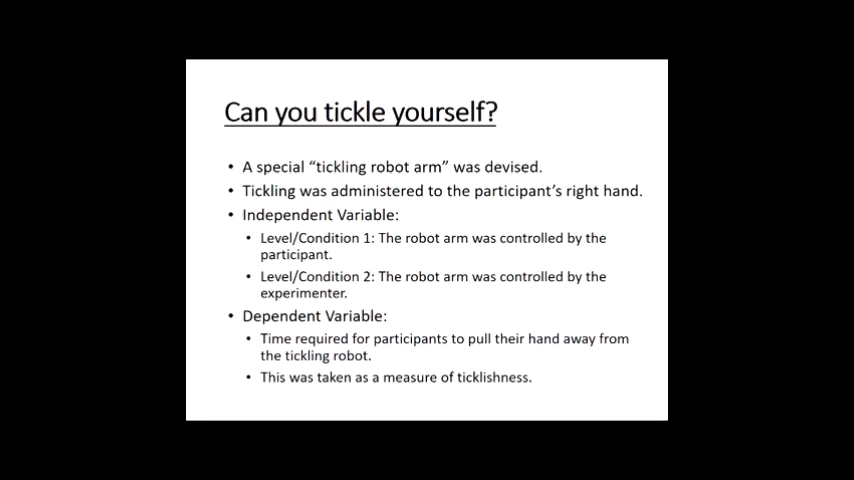 Can you tickle yourself?
• A special “tickling robot arm” was devised.
• Tickling was administered to the participant’s right hand.
• Independent Variable:
• Level/Condition 1: The robot arm was controlled by the
participant.
• Level/Condition 2: The robot arm was controlled by the
experimenter.
• Dependent Variable:
• Time required for participants to pull their hand away from
the tickling robot.
• This was taken as a measure of ticklishness.